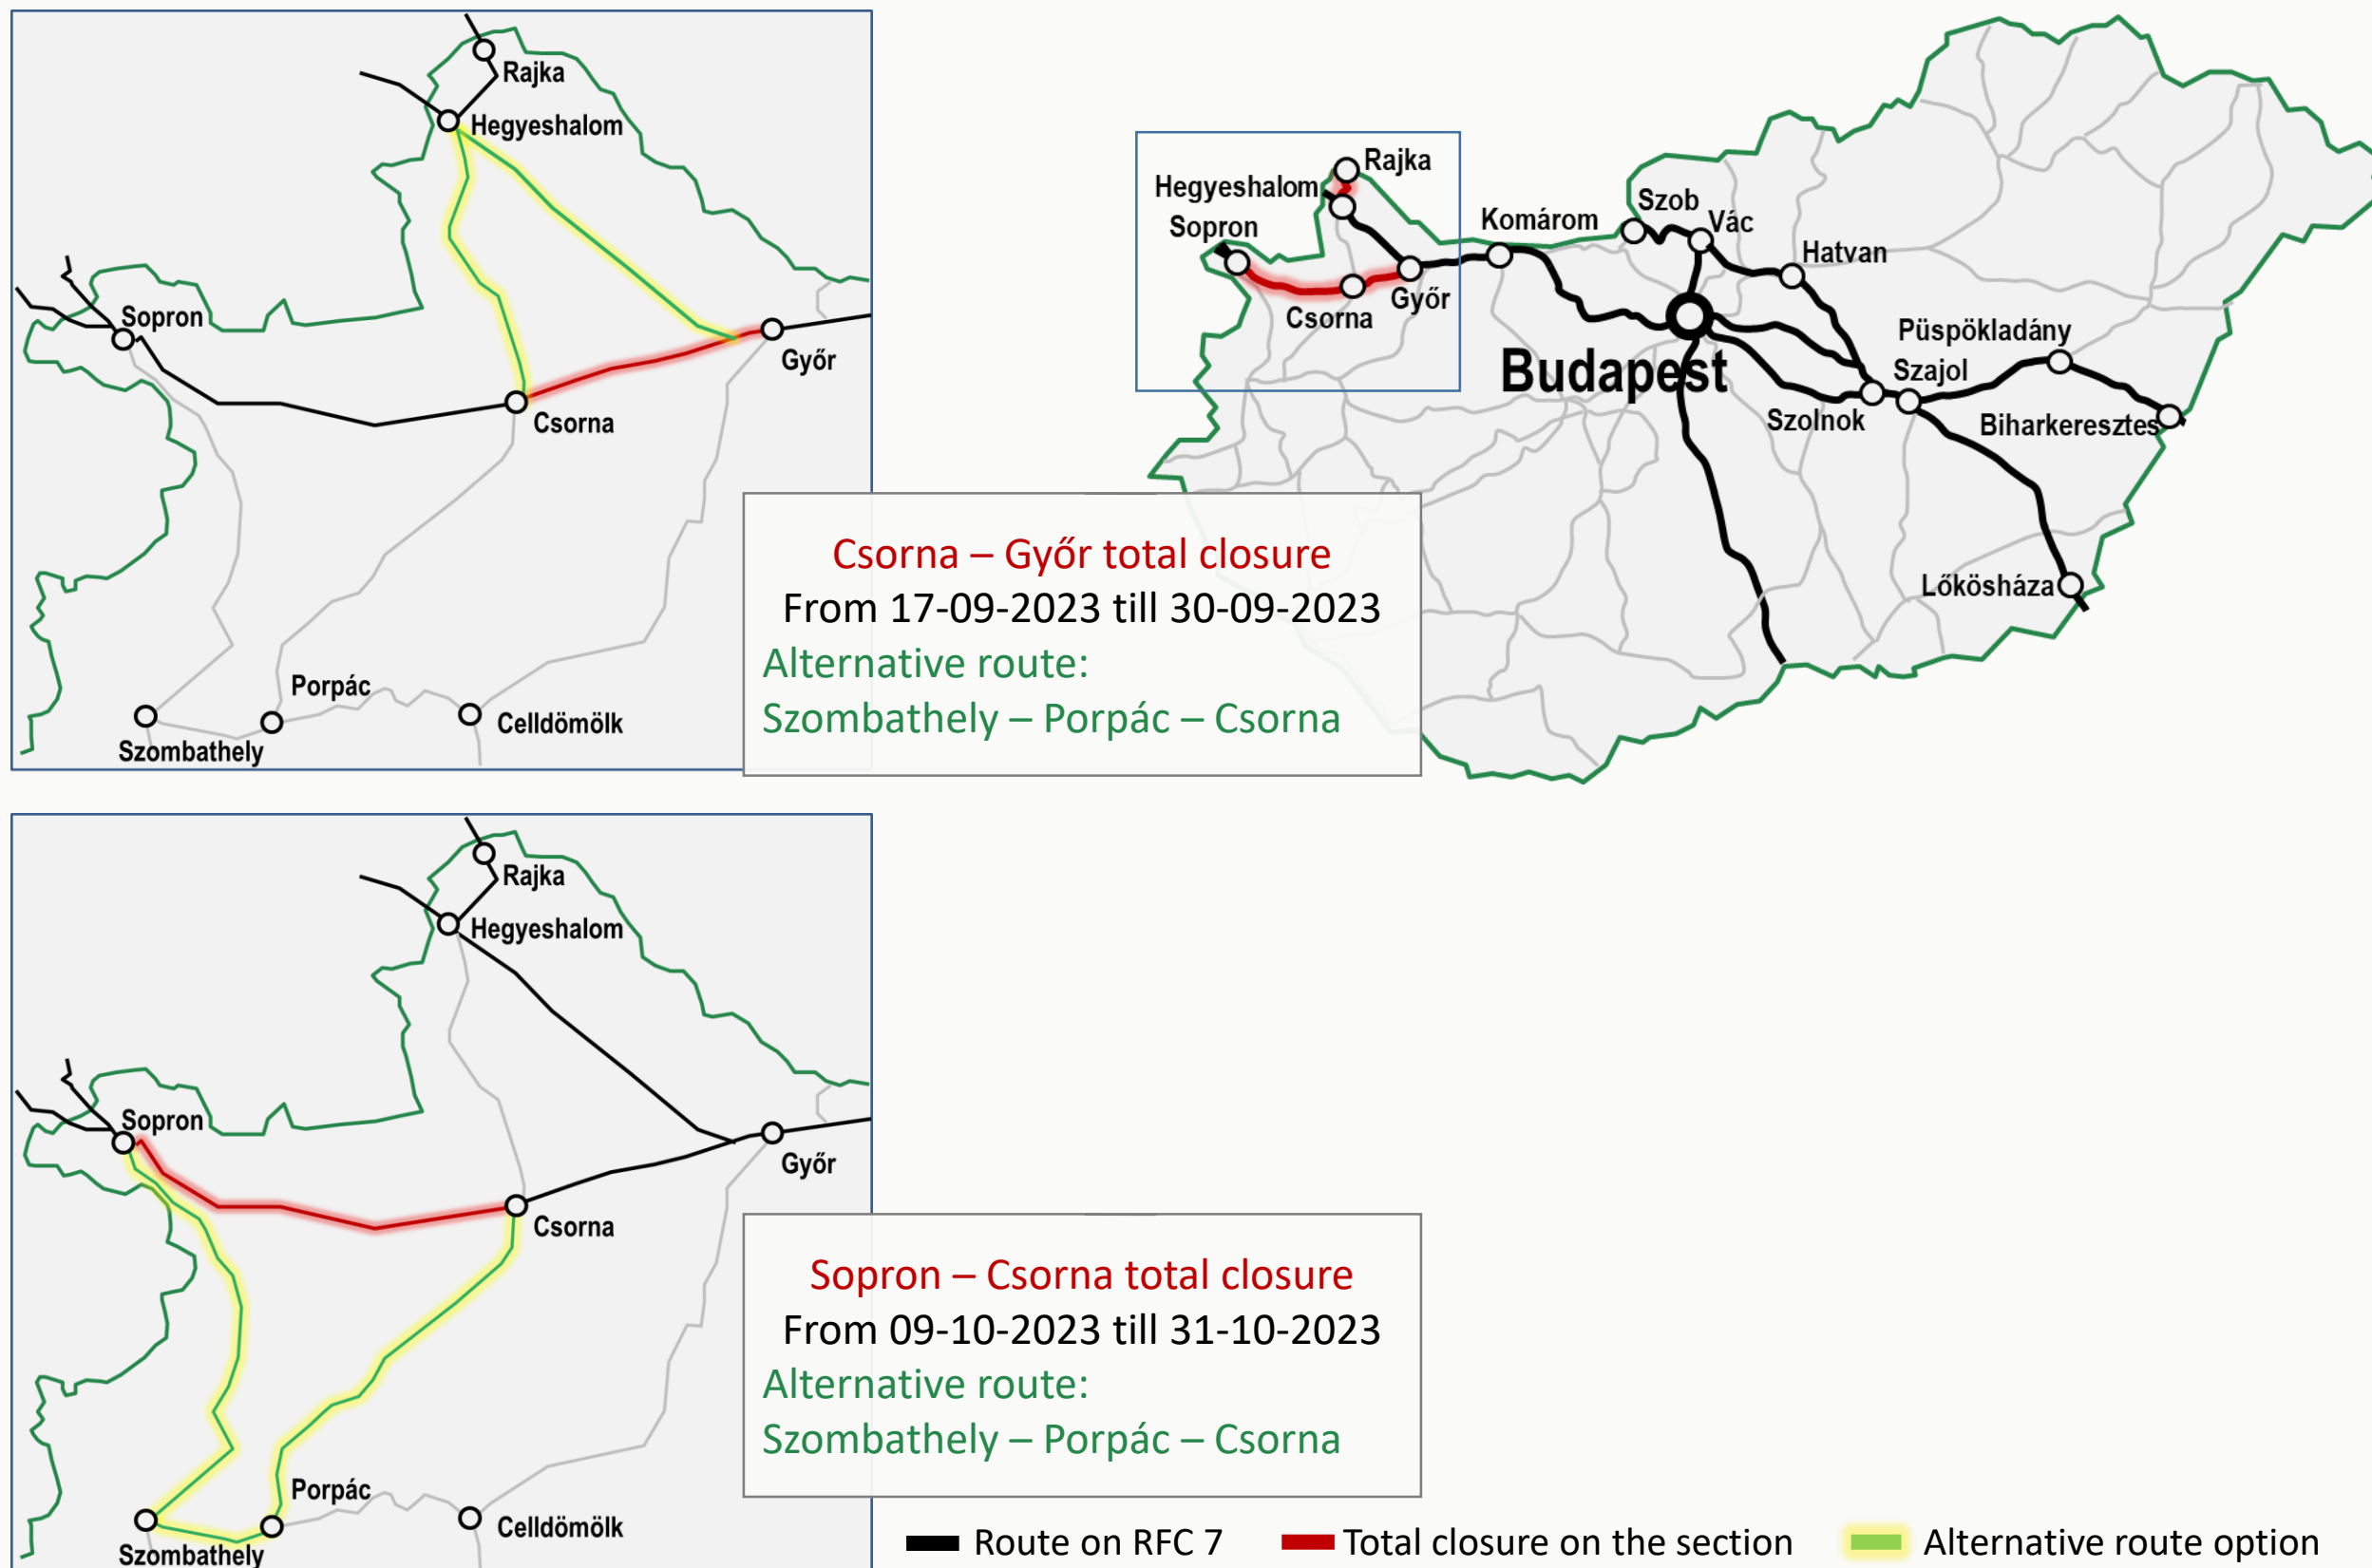 Rajka
Hegyeshalom
Sopron
Győr
Csorna
Porpác
Celldömölk
Szombathely
Rajka
Hegyeshalom
Sopron
Komárom
Szob
Vác
Hatvan
Csorna
Győr
Budapest
Püspökladány
Szajol
Szolnok
Biharkeresztes
Lőkösháza
Csorna – Győr total closure
From 17-09-2023 till 30-09-2023
Alternative route:
Szombathely – Porpác – Csorna
Rajka
Hegyeshalom
Sopron
Győr
Csorna
Porpác
Celldömölk
Szombathely
Sopron – Csorna total closure
From 09-10-2023 till 31-10-2023
Alternative route:
Szombathely – Porpác – Csorna
Route on RFC 7
Total closure on the section
Alternative route option